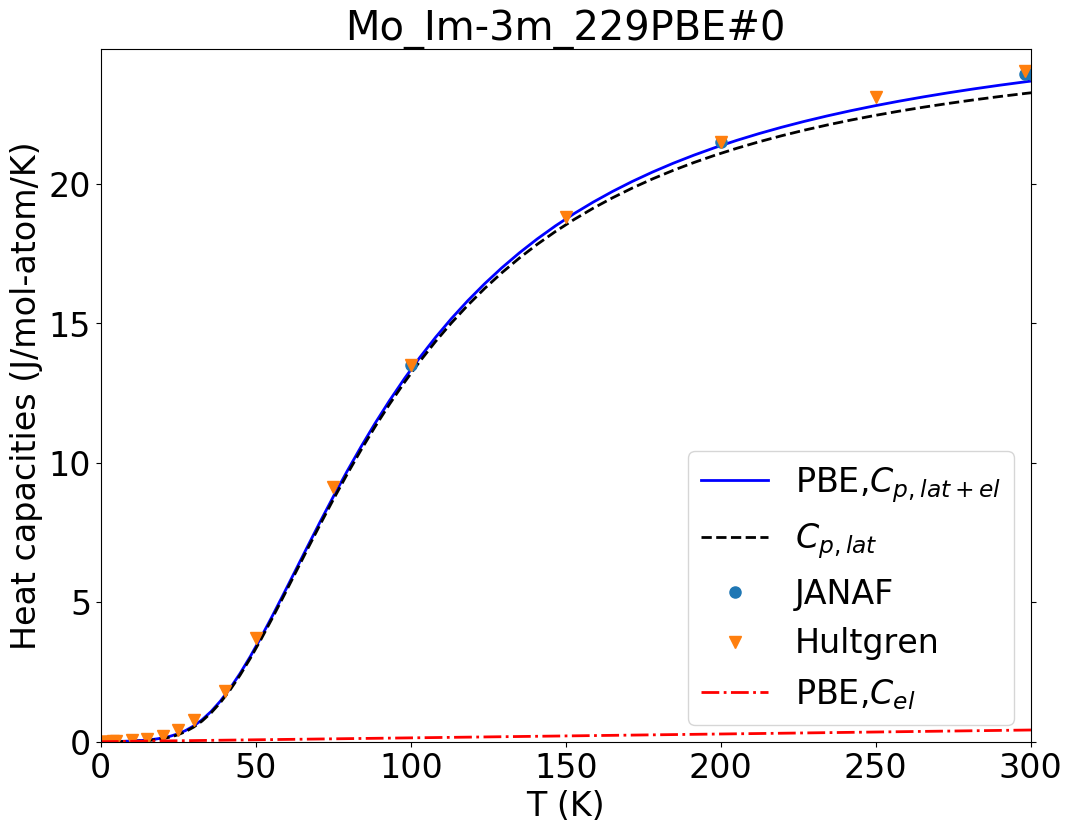 Mo_Im-3m_229PBE#0
Heat capacities (J/mol-atom/K)
20
15
10
5
0
0 50 100 150 200 250 300
T (K)
PBE,$C_{p,lat+el}$
$C_{p,lat}$
JANAF
Hultgren
PBE,$C_{el}$